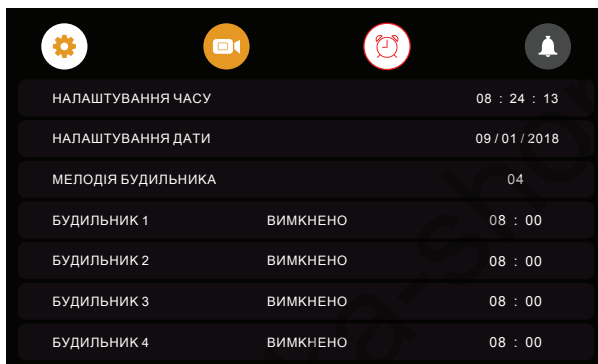 НАЛАШТУВАННЯ ЧАСУ 08 : 24 : 13
НАЛАШТУВАННЯ ДАТИ 09 / 01 / 2018
МЕЛОДІЯ БУДИЛЬНИКА 04
БУДИЛЬНИК 1 ВИМКНЕНО 08 : 00
БУДИЛЬНИК 2 ВИМКНЕНО 08 : 00
БУДИЛЬНИК 3 ВИМКНЕНО 08 : 00
БУДИЛЬНИК 4 ВИМКНЕНО 08 : 00